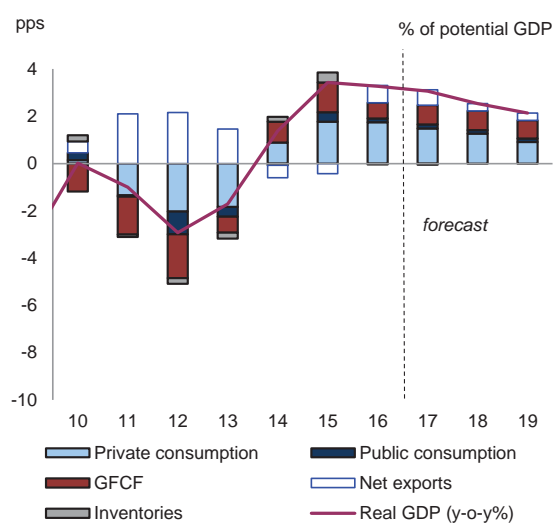 pps
% of potential GDP
4
2
0
-2
-4
-6
-8
-10
forecast
10 11 12 13 14 15 16 17 18 19
Private consumption Public consumption
GFCF Net exports
Inventories Real GDP (y-o-y%)